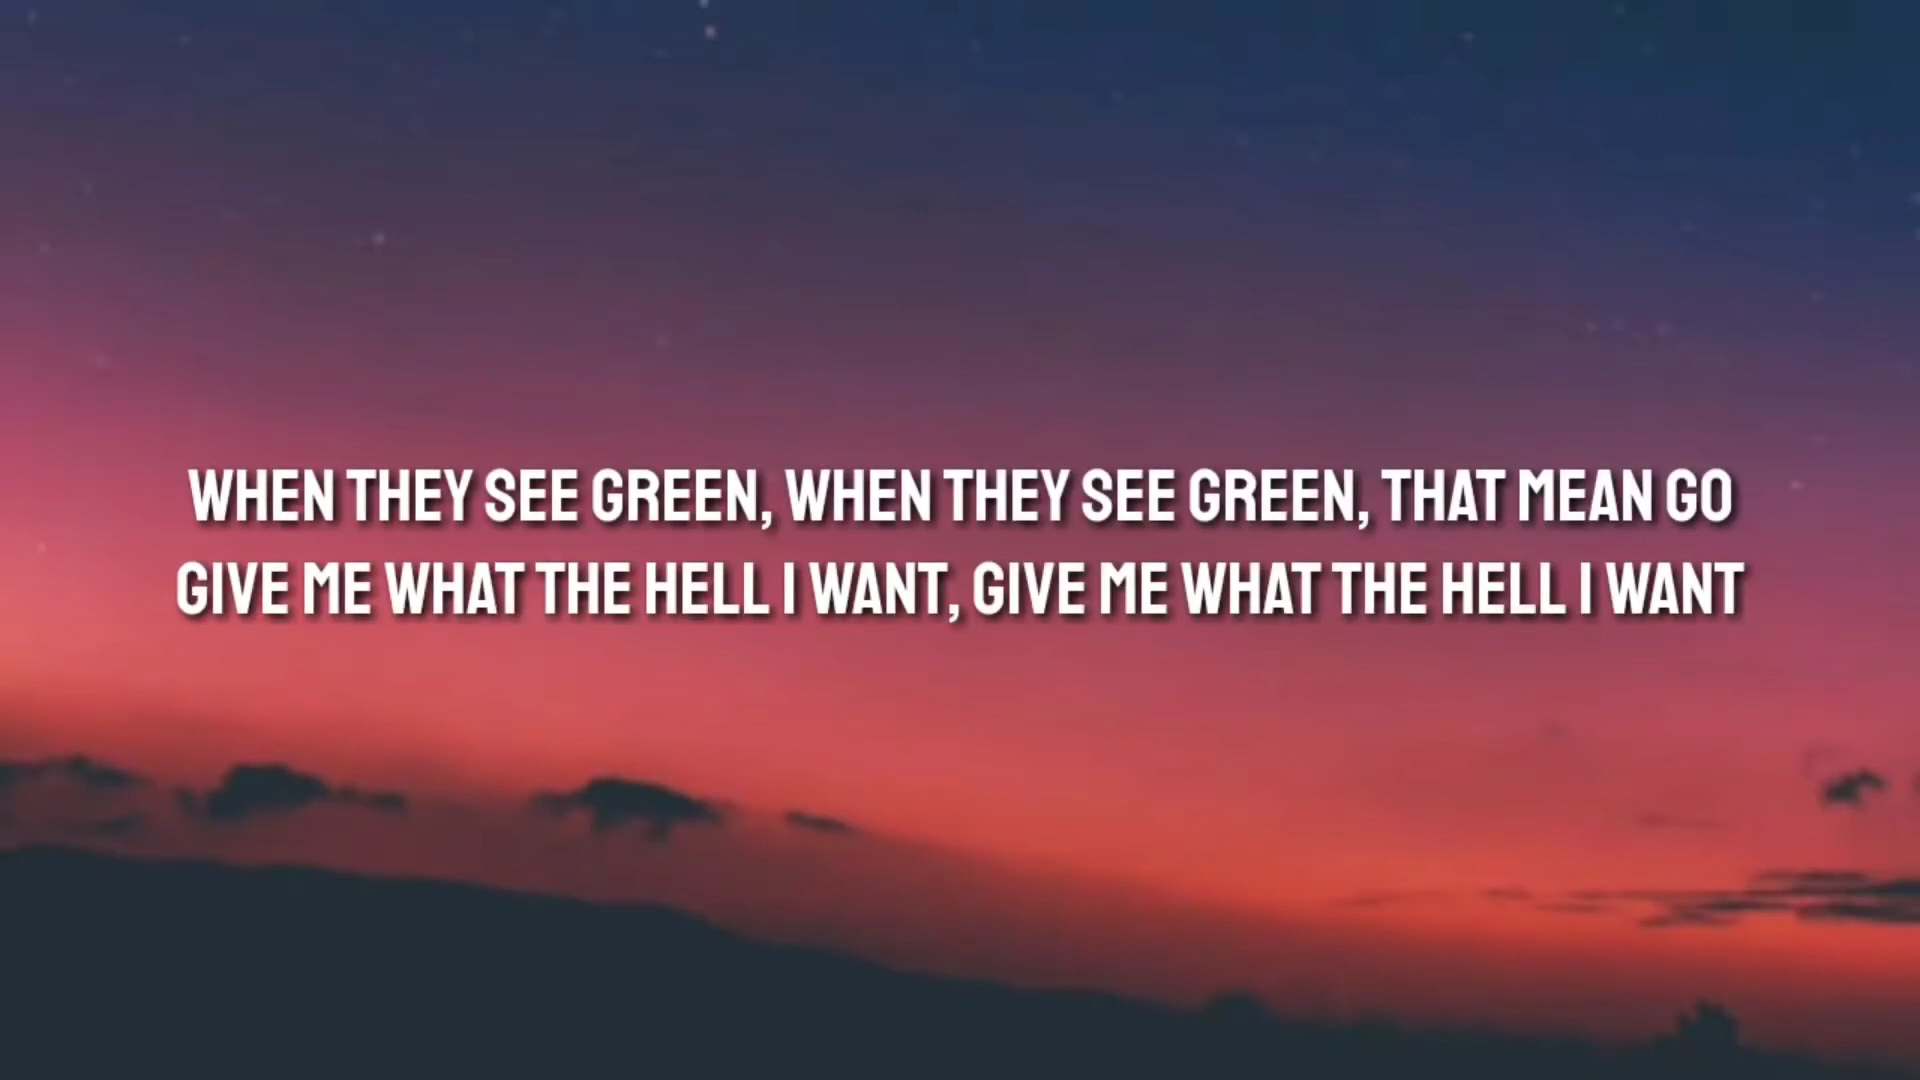 WHEN THEY SEE GREEN, WHEN THEY SEE GREEN, THAT MEAN GO
GIVE ME WHAT THE HELL I WANT, GIVE ME WHAT THE HELL I WANT